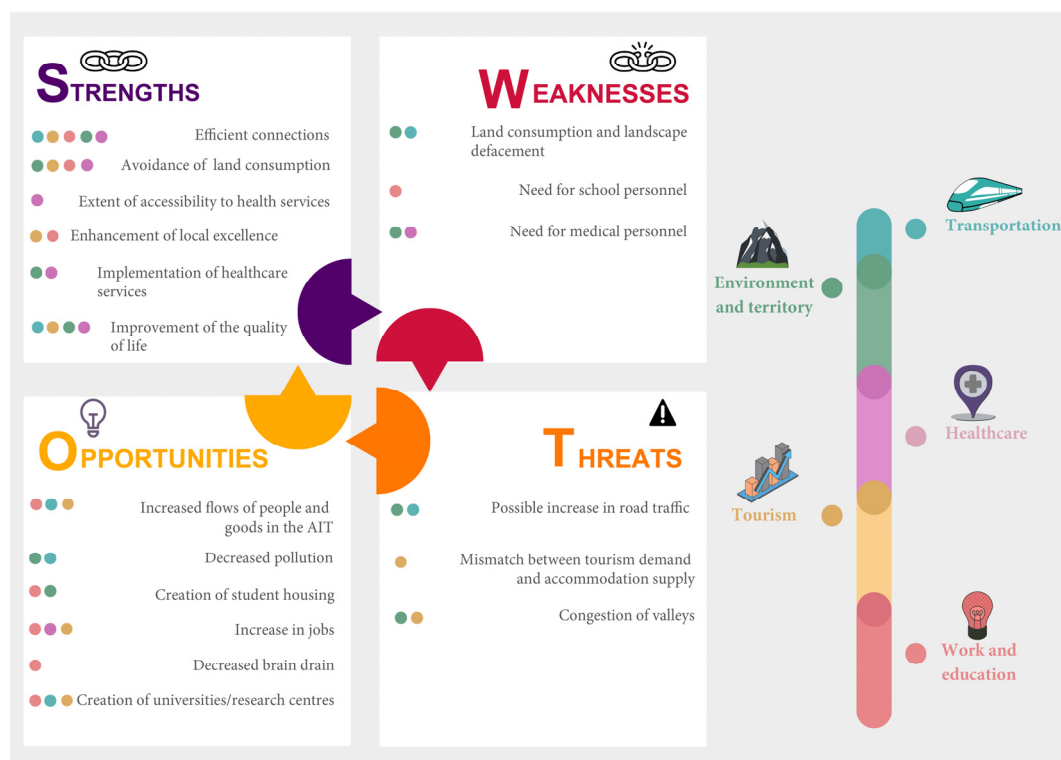 STRENGTHS
Efficient connections
Avoidance of land consumption
Extent of accessibility to health services
Enhancement of local excellence
Implementation of healthcare
services
Improvement of the quality
of life
WEAKNESSES
Land consumption and landscape
defacement
Need for school personnel
Need for medical personnel
OPPORTUNITIES
Increased flows of people and
goods in the AIT
Decreased pollution
Creation of student housing
Increase in jobs
Decreased brain drain
Creation of universities/research centres
THREATS
Possible increase in road traffic
Mismatch between tourism demand
and accommodation supply
Congestion of valleys
Transportation
Environment
and territory
Healthcare
Tourism
Work and
education